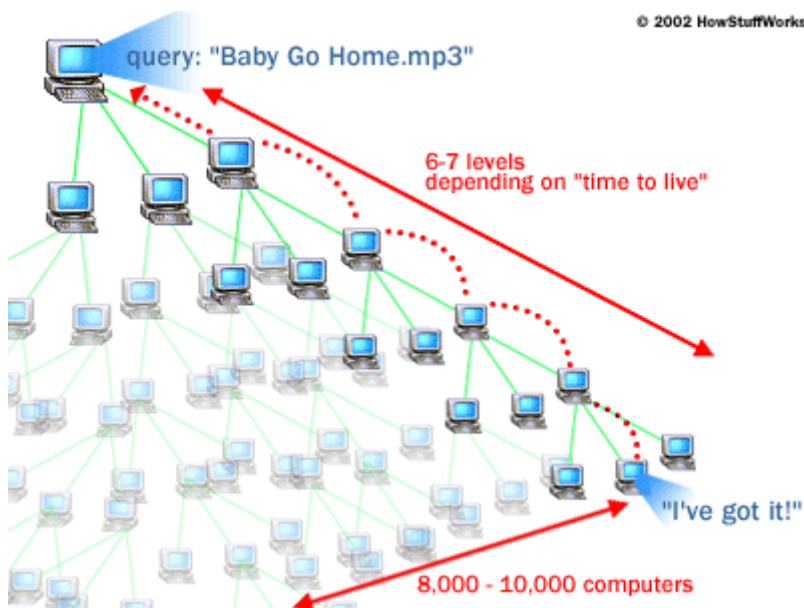 © 2002 HowStuffWorks
query: "Baby Go Home.mp3"
6-7 levels
depending on "time to live"
"I've got it!"
8,000 - 10,000 computers